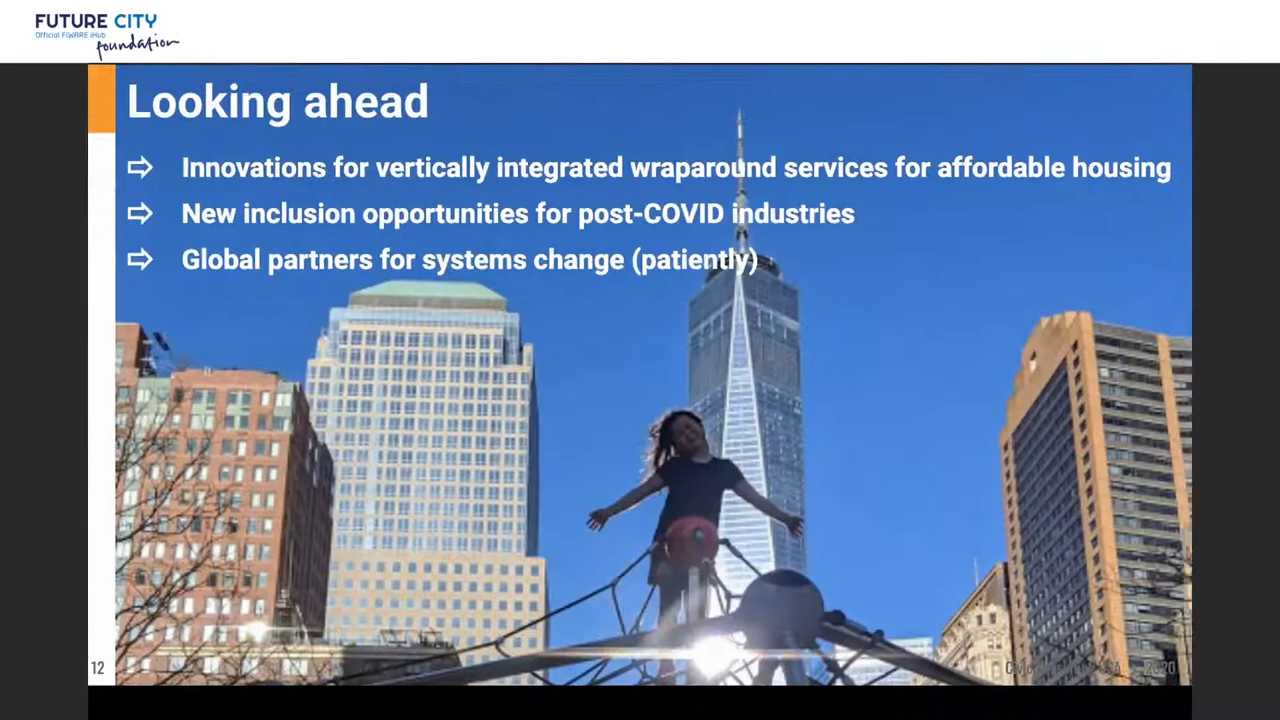 FUTURE CITY
Official FIWARE iHub
foundation
Looking ahead
⇨ Innovations for vertically integrated wraparound services for affordable housing
⇨ New inclusion opportunities for post-COVID industries
⇨ Global partners for systems change (patiently)
12
2020